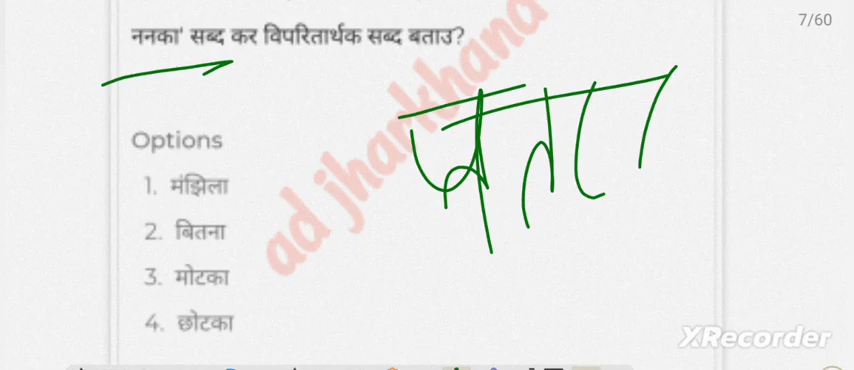 7/60
ननका' सब्द कर विपरितार्थक सब्द बताउ?
Options
1. मंझिला
2. बितना
3. मोटका
4. छोटका
ad jharkhand
XRecorder